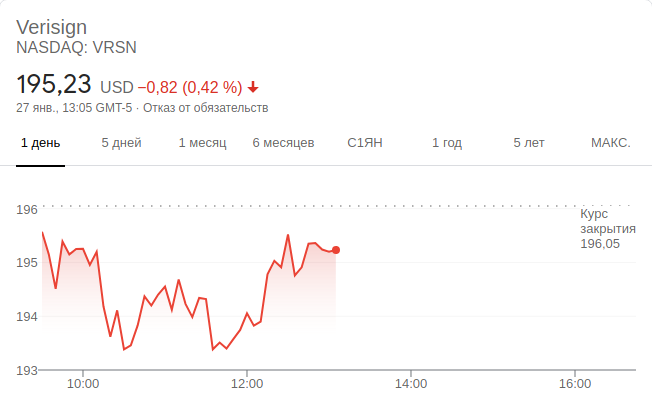 Verisign
NASDAQ: VRSN
195,23 USD −0,82 (0,42 %)
27 янв., 13:05 GMT-5 · Отказ от обязательств
1 день 5 дней 1 месяц 6 месяцев С1ЯН 1 год 5 лет МАКС.
196
Курс
закрытия
196,05
195
194
193
10:00 12:00 14:00 16:00